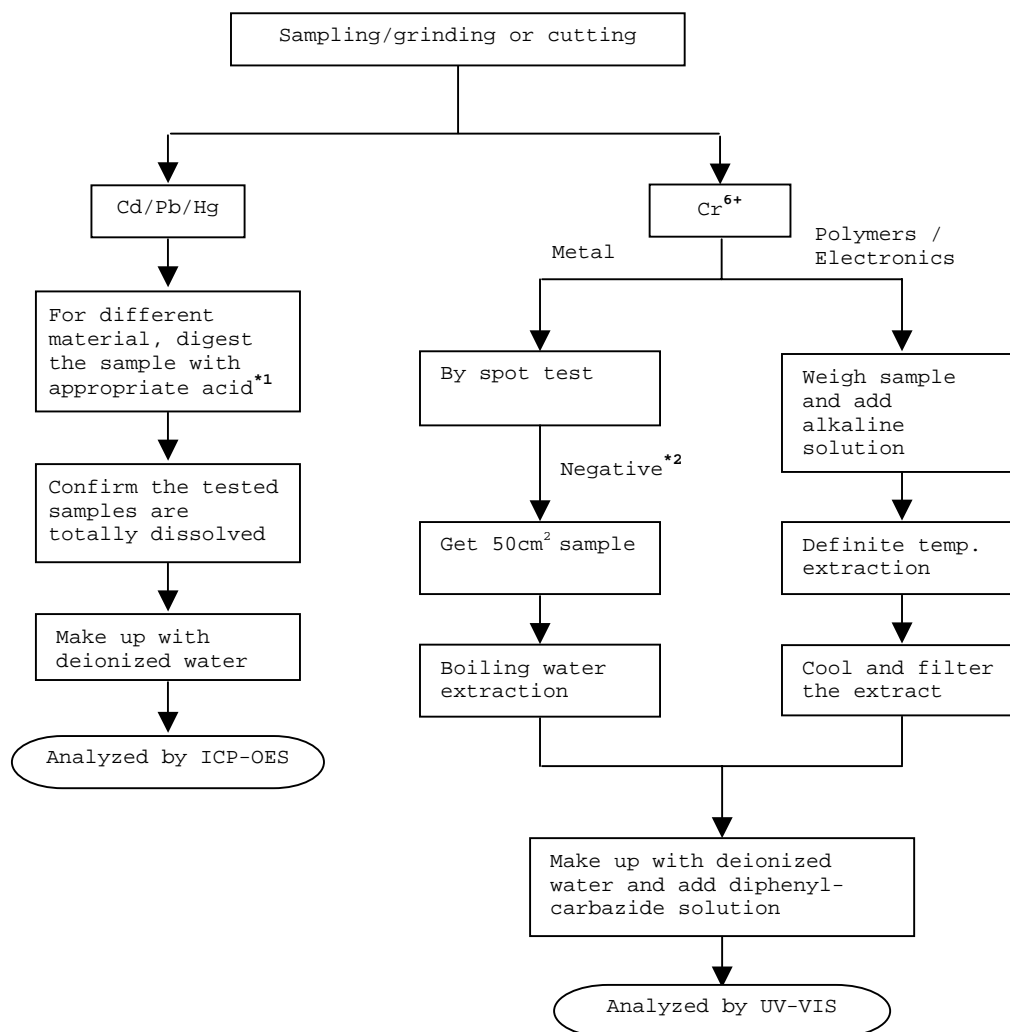 Sampling/grinding or cutting
Cd/Pb/Hg
For different
material, digest
the sample with
appropriate acid*1
Confirm the tested
samples are
totally dissolved
Make up with
deionized water
Analyzed by ICP-OES
Cr6+
Metal
Polymers /
Electronics
By spot test
Negative*2
Get 50cm2 sample
Boiling water
extraction
Weigh sample
and add
alkaline
solution
Definite temp.
extraction
Cool and filter
the extract
Make up with deionized
water and add diphenyl-
carbazide solution
Analyzed by UV-VIS